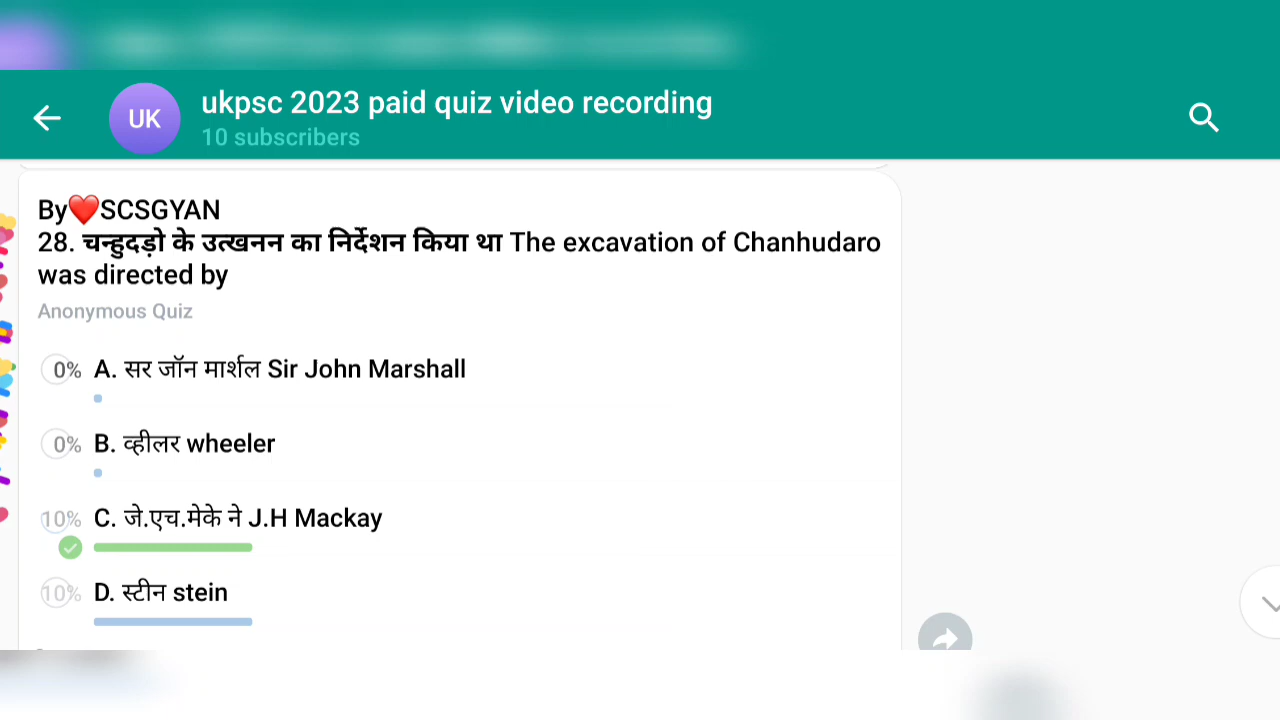 UK
ukpsc 2023 paid quiz video recording
10 subscribers
By❤️SCSGYAN
28. चन्हुदड़ो के उत्खनन का निर्देशन किया था The excavation of Chanhudaro
was directed by
Anonymous Quiz
0% A. सर जॉन मार्शल Sir John Marshall
0% B. व्हीलर wheeler
10% C. जे.एच.मेके ने J.H Mackay
10% D. स्टीन stein